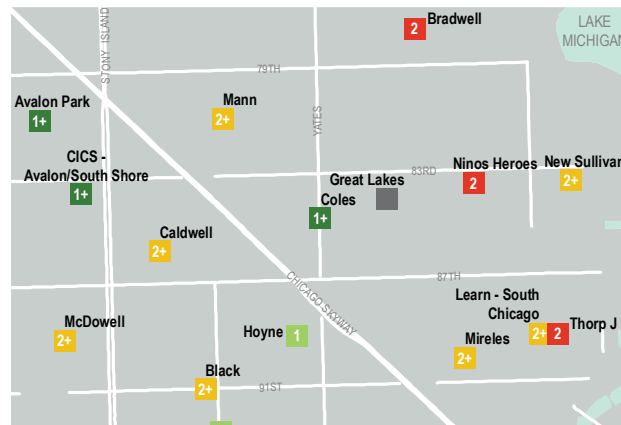 Bradwell
2
LAKE
MICHIGAN
STONY ISLAND
79TH
Avalon Park
1+
Mann
2+
YATES
CICS -
Avalon/South Shore
1+
83RD
Ninos Heroes
2
New Sullivan
2+
Great Lakes
Coles
1+
Caldwell
2+
CHICAGO SKYWAY
87TH
Learn - South
Chicago
2+
2
Thorp J
McDowell
2+
Hoyne
1
Mireles
2+
Black
2+
91ST